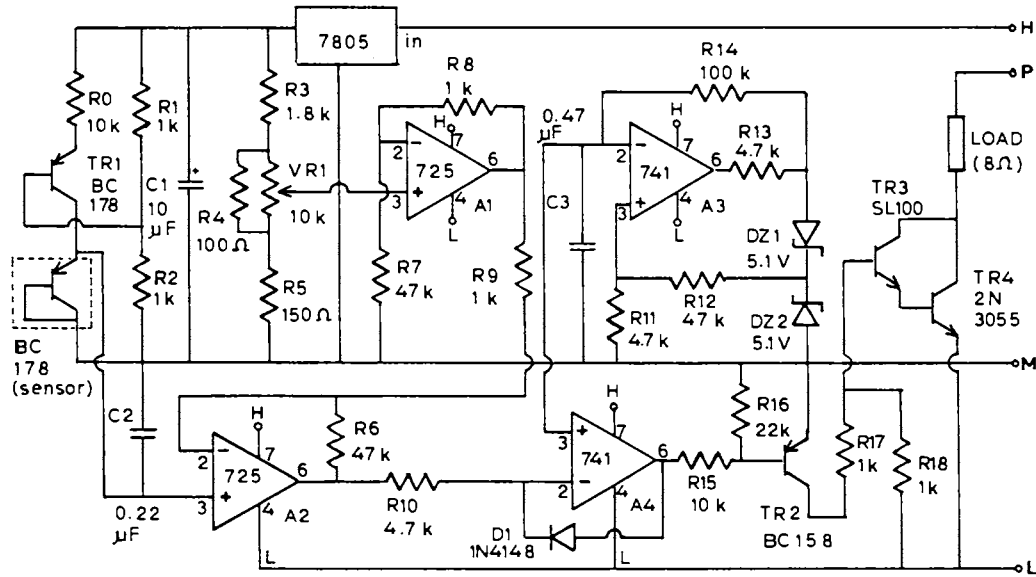 7805
in
H
P
R0
10k
R1
1k
TR1
BC
178
C1
10
µF
+
R3
1.8k
VR1
10k
R4
100Ω
R5
150Ω
R2
1k
BC
178
(sensor)
R8
1k
H
7
2
-
725
6
+
3
4
A1
L
R7
47k
R9
1k
R14
100 k
0.47
µF
C3
H
7
2
-
741
6
+
3
4
A3
L
R13
4.7k
DZ1
5.1 V
R12
47k
R11
4.7k
DZ2
5.1V
LOAD
(8Ω)
TR3
SL100
TR4
2N
3055
M
C2
0.22
µF
H
7
2
-
725
6
+
3
4
A2
L
R6
47k
R10
4.7k
H
7
3
+
741
6
-
2
4
A4
L
D1
1N4148
R15
10k
R16
22k
TR2
BC158
R17
1k
R18
1k
L